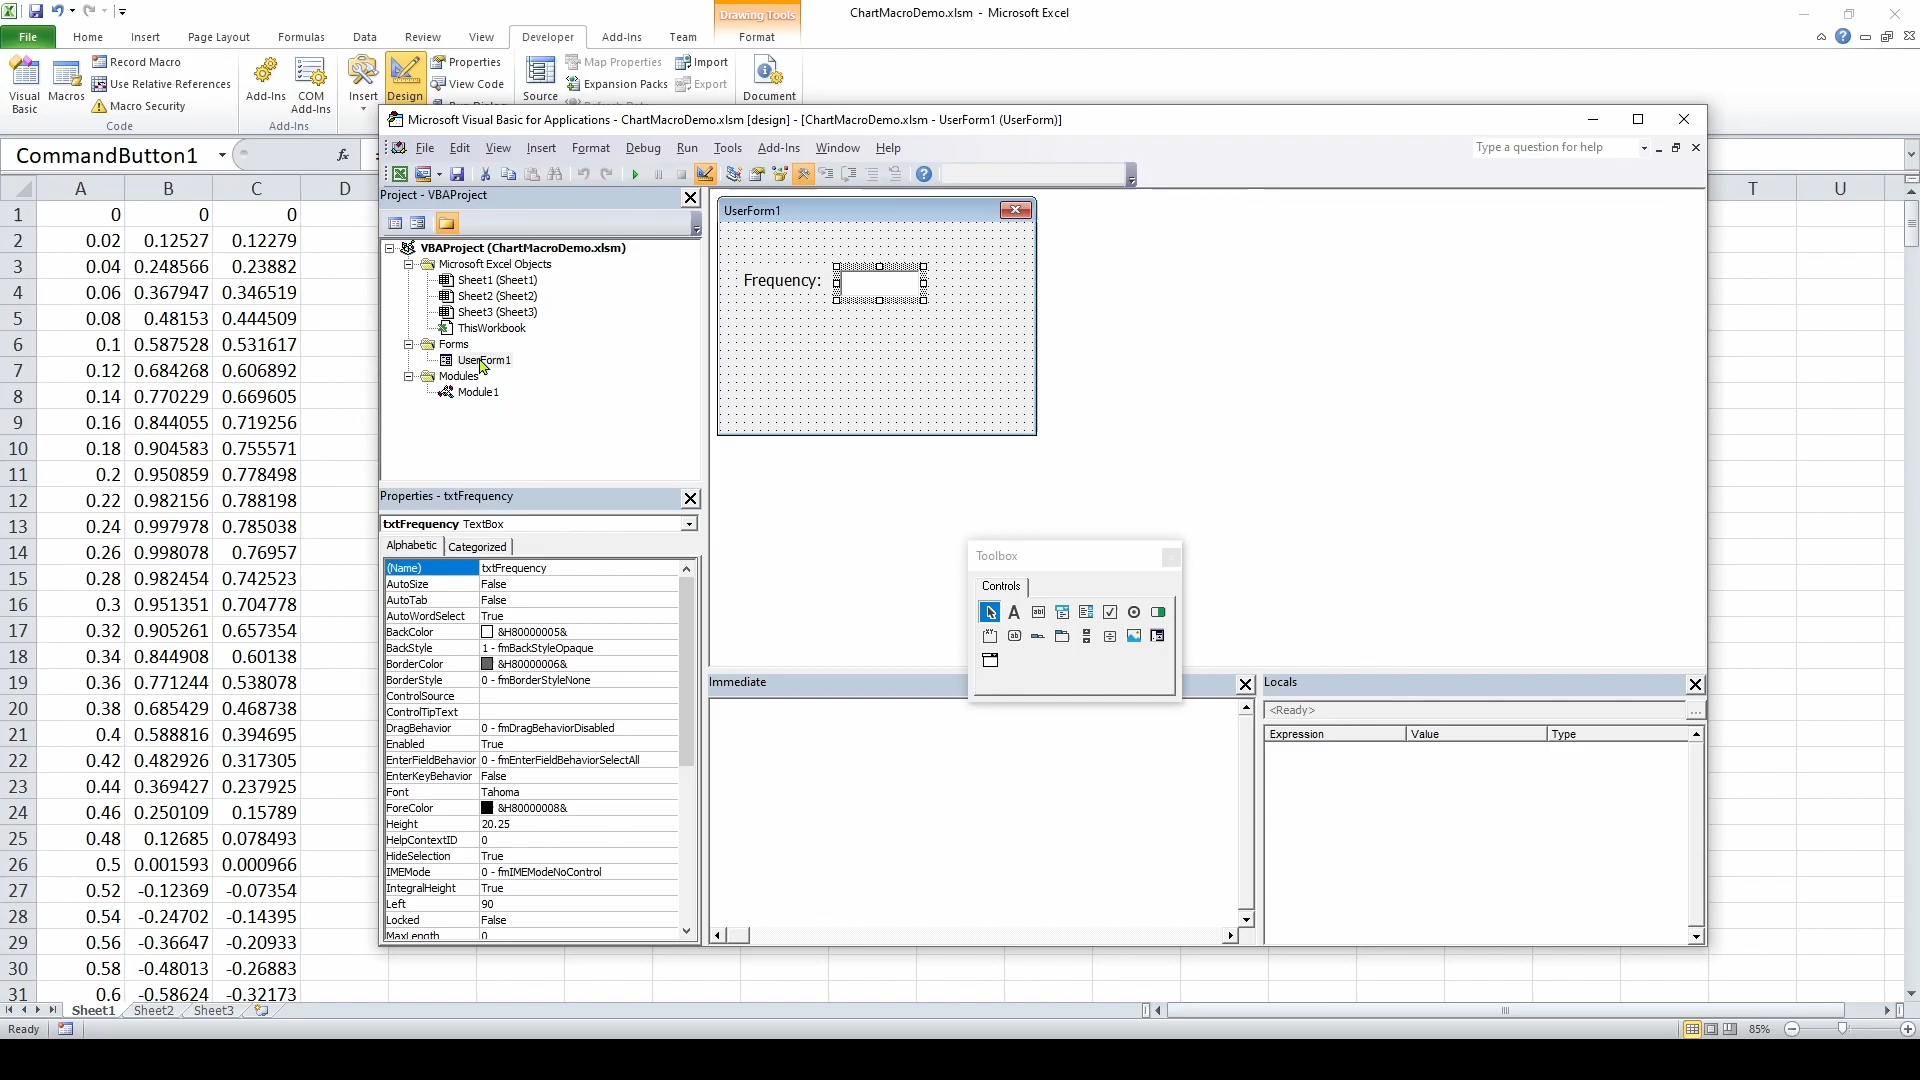 Drawing Tools
ChartMacroDemo.xlsm - Microsoft Excel
File Home Insert Page Layout Formulas Data Review View Developer Add-Ins Team Format
Visual Basic
Macros
Record Macro
Use Relative References
Macro Security
Code
Add-Ins
COM Add-Ins
Add-Ins
Insert
Design
Properties
View Code
Source
Map Properties
Expansion Packs
Import
Export
Document
CommandButton1
fx
A B C D T U
1 0 0 0
2 0.02 0.12527 0.12279
3 0.04 0.248566 0.23882
4 0.06 0.367947 0.346519
5 0.08 0.48153 0.444509
6 0.1 0.587528 0.531617
7 0.12 0.684268 0.606892
8 0.14 0.770229 0.669605
9 0.16 0.844055 0.719256
10 0.18 0.904583 0.755571
11 0.2 0.950859 0.778498
12 0.22 0.982156 0.788198
13 0.24 0.997978 0.785038
14 0.26 0.998078 0.76957
15 0.28 0.982454 0.742523
16 0.3 0.951351 0.704778
17 0.32 0.905261 0.657354
18 0.34 0.844908 0.60138
19 0.36 0.771244 0.538078
20 0.38 0.685429 0.468738
21 0.4 0.588816 0.394695
22 0.42 0.482926 0.317305
23 0.44 0.369427 0.237925
24 0.46 0.250109 0.15789
25 0.48 0.12685 0.078493
26 0.5 0.001593 0.000966
27 0.52 -0.12369 -0.07354
28 0.54 -0.24702 -0.14395
29 0.56 -0.36647 -0.20933
30 0.58 -0.48013 -0.26883
31 0.6 -0.58624 -0.32173
Microsoft Visual Basic for Applications - ChartMacroDemo.xlsm [design] - [ChartMacroDemo.xlsm - UserForm1 (UserForm)]
File Edit View Insert Format Debug Run Tools Add-Ins Window Help
Type a question for help
Project - VBAProject
VBAProject (ChartMacroDemo.xlsm)
Microsoft Excel Objects
Sheet1 (Sheet1)
Sheet2 (Sheet2)
Sheet3 (Sheet3)
ThisWorkbook
Forms
UserForm1
Modules
Module1
Properties - txtFrequency
txtFrequency TextBox
Alphabetic Categorized
(Name) txtFrequency
AutoSize False
AutoTab False
AutoWordSelect True
BackColor &H80000005&
BackStyle 1 - fmBackStyleOpaque
BorderColor &H80000006&
BorderStyle 0 - fmBorderStyleNone
ControlSource
ControlTipText
DragBehavior 0 - fmDragBehaviorDisabled
Enabled True
EnterFieldBehavior 0 - fmEnterFieldBehaviorSelectAll
EnterKeyBehavior False
Font Tahoma
ForeColor &H80000008&
Height 20.25
HelpContextID 0
HideSelection True
IMEMode 0 - fmIMEModeNoControl
IntegralHeight True
Left 90
Locked False
MaxLength 0
UserForm1
Frequency:
Toolbox
Controls
Immediate
Locals
<Ready>
Expression Value Type
Sheet1 Sheet2 Sheet3
Ready
85%